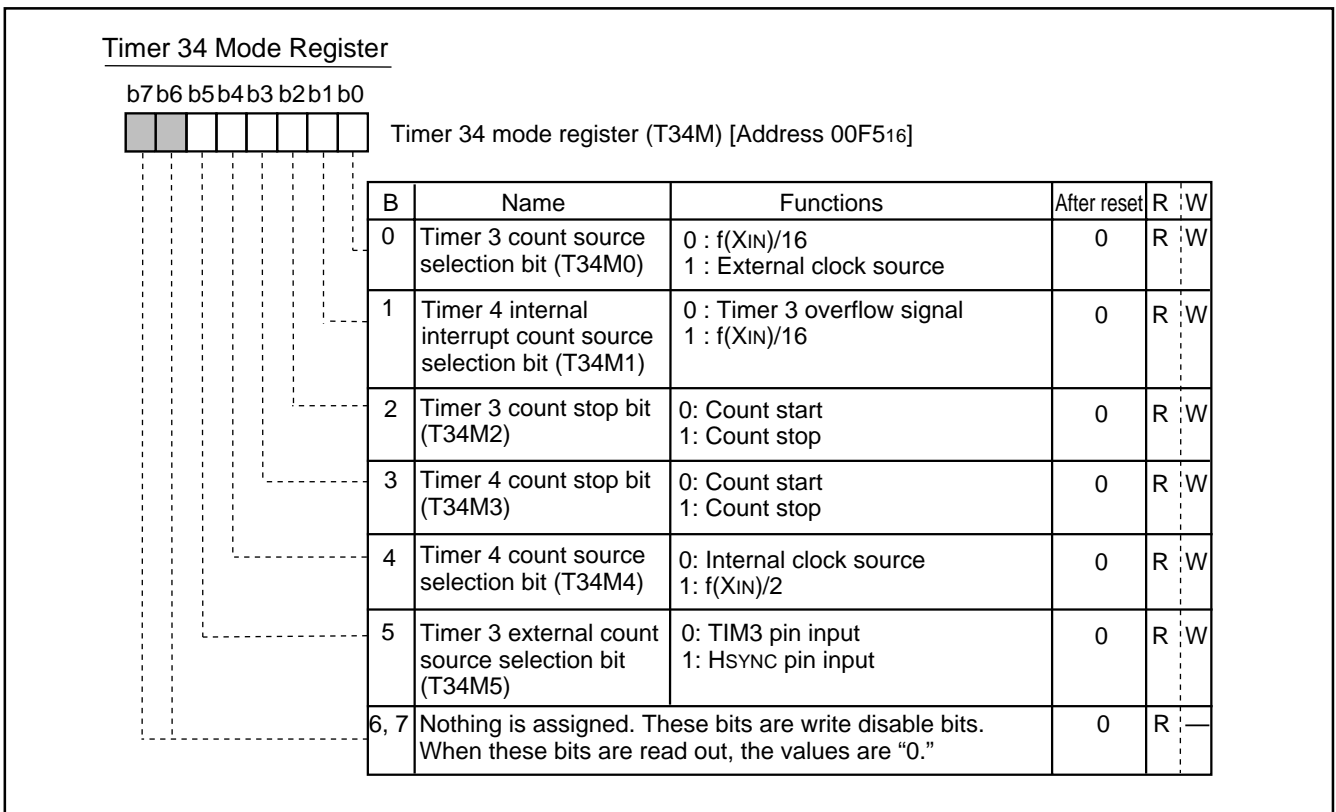 Timer 34 Mode Register
b7 b6 b5 b4 b3 b2 b1 b0
Timer 34 mode register (T34M) [Address 00F516]
B Name Functions After reset R W
0 Timer 3 count source selection bit (T34M0) 0 : f(XIN)/16 0 R W
1 : External clock source
1 Timer 4 internal interrupt count source selection bit (T34M1) 0 : Timer 3 overflow signal 0 R W
1 : f(XIN)/16
2 Timer 3 count stop bit (T34M2) 0: Count start 0 R W
1: Count stop
3 Timer 4 count stop bit (T34M3) 0: Count start 0 R W
1: Count stop
4 Timer 4 count source selection bit (T34M4) 0: Internal clock source 0 R W
1: f(XIN)/2
5 Timer 3 external count source selection bit (T34M5) 0: TIM3 pin input 0 R W
1: HSYNC pin input
6, 7 Nothing is assigned. These bits are write disable bits. 0 R —
When these bits are read out, the values are “0.”